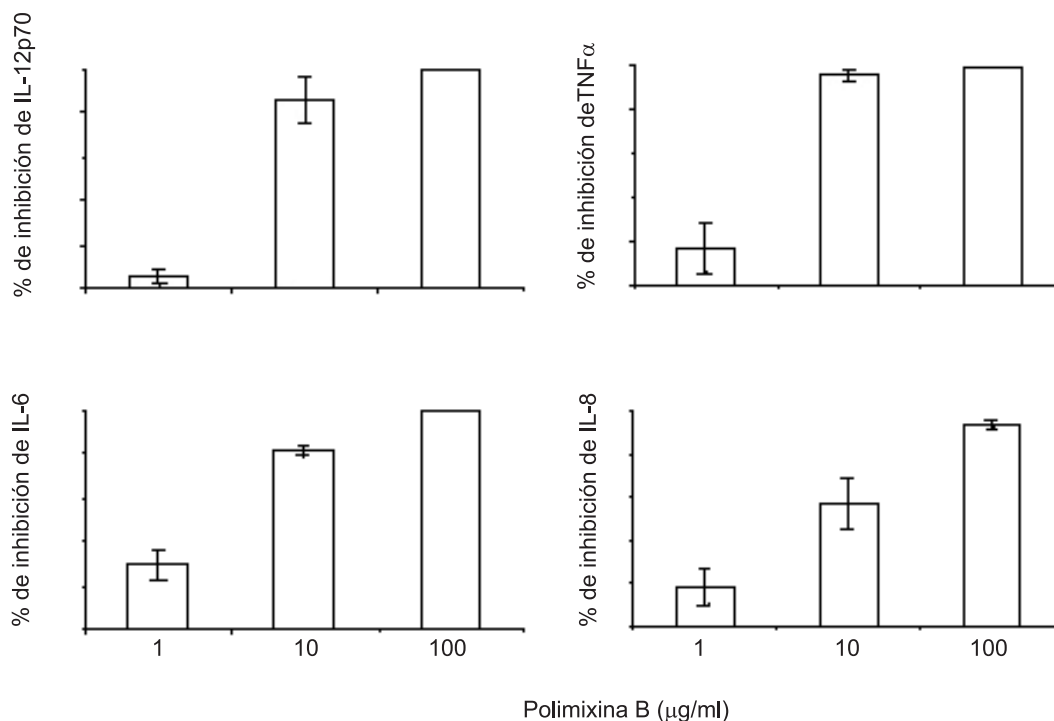 % de inhibición de IL-12p70
% de inhibición deTNFα
% de inhibición de IL-6
1 10 100
% de inhibición de IL-8
1 10 100
Polimixina B (μg/ml)